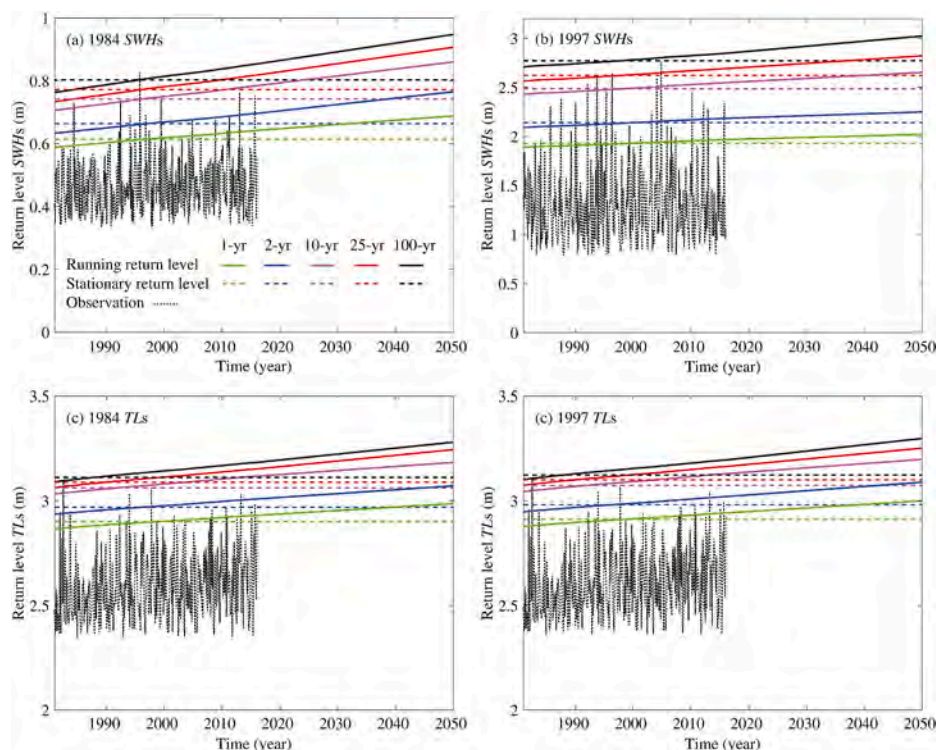 (a) 1984 SWHs
Return level SWHs (m)
1
0.8
0.6
0.4
0.2
0
1-yr 2-yr 10-yr 25-yr 100-yr
Running return level
Stationary return level
Observation
1990 2000 2010 2020 2030 2040 2050
Time (year)
(b) 1997 SWHs
Return level SWHs (m)
3
2.5
2
1.5
1
0.5
0
1990 2000 2010 2020 2030 2040 2050
Time (year)
(c) 1984 TLs
Return level TLs (m)
3.5
3
2.5
2
1990 2000 2010 2020 2030 2040 2050
Time (year)
(c) 1997 TLs
Return level TLs (m)
3.5
3
2.5
2
1990 2000 2010 2020 2030 2040 2050
Time (year)